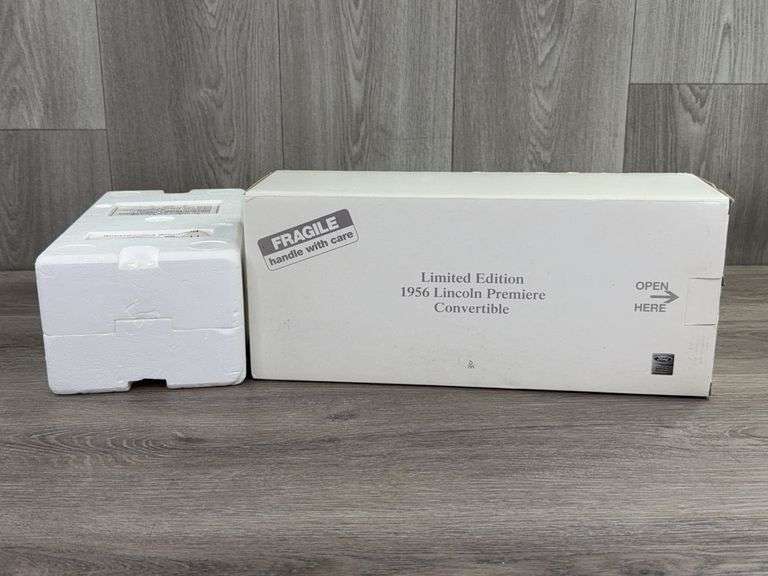 FRAGILE
handle with care
Limited Edition
1956 Lincoln Premiere
Convertible
OPEN
HERE